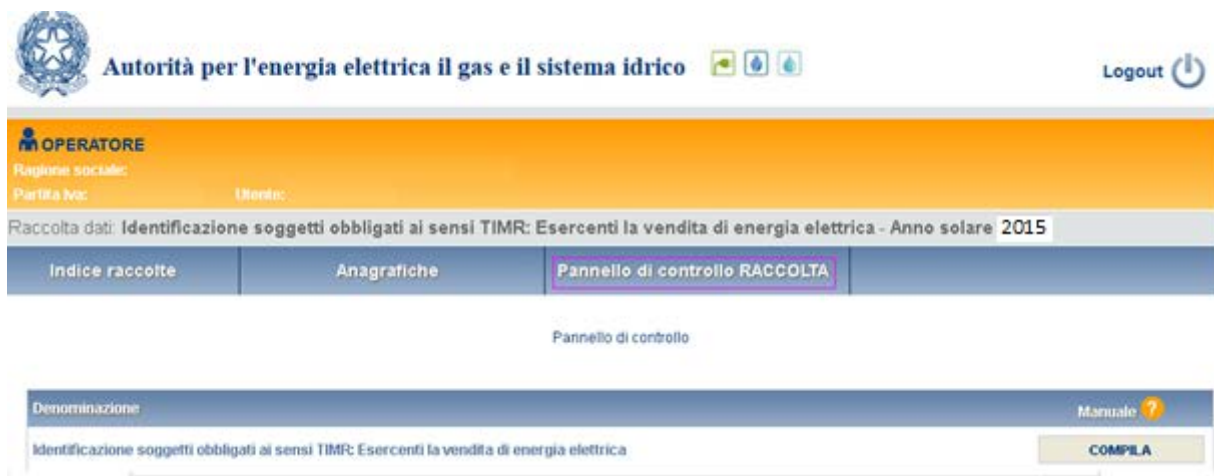 Autorità per l'energia elettrica il gas e il sistema idrico
Logout
OPERATORE
Ragione sociale:
Partita Iva: Utente:
Raccolta dati: Identificazione soggetti obbligati ai sensi TIMR: Esercenti la vendita di energia elettrica - Anno solare 2015
Indice raccolte Anagrafiche Pannello di controllo RACCOLTA
Pannello di controllo
Denominazione Manuale ?
Identificazione soggetti obbligati ai sensi TIMR: Esercenti la vendita di energia elettrica COMPILA